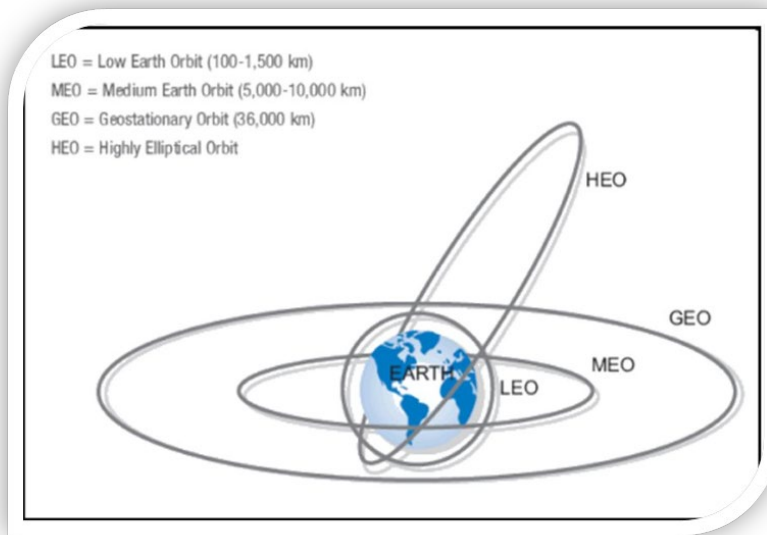 LEO = Low Earth Orbit (100-1,500 km)
MEO = Medium Earth Orbit (5,000-10,000 km)
GEO = Geostationary Orbit (36,000 km)
HEO = Highly Elliptical Orbit
HEO
GEO
MEO
EARTH
LEO